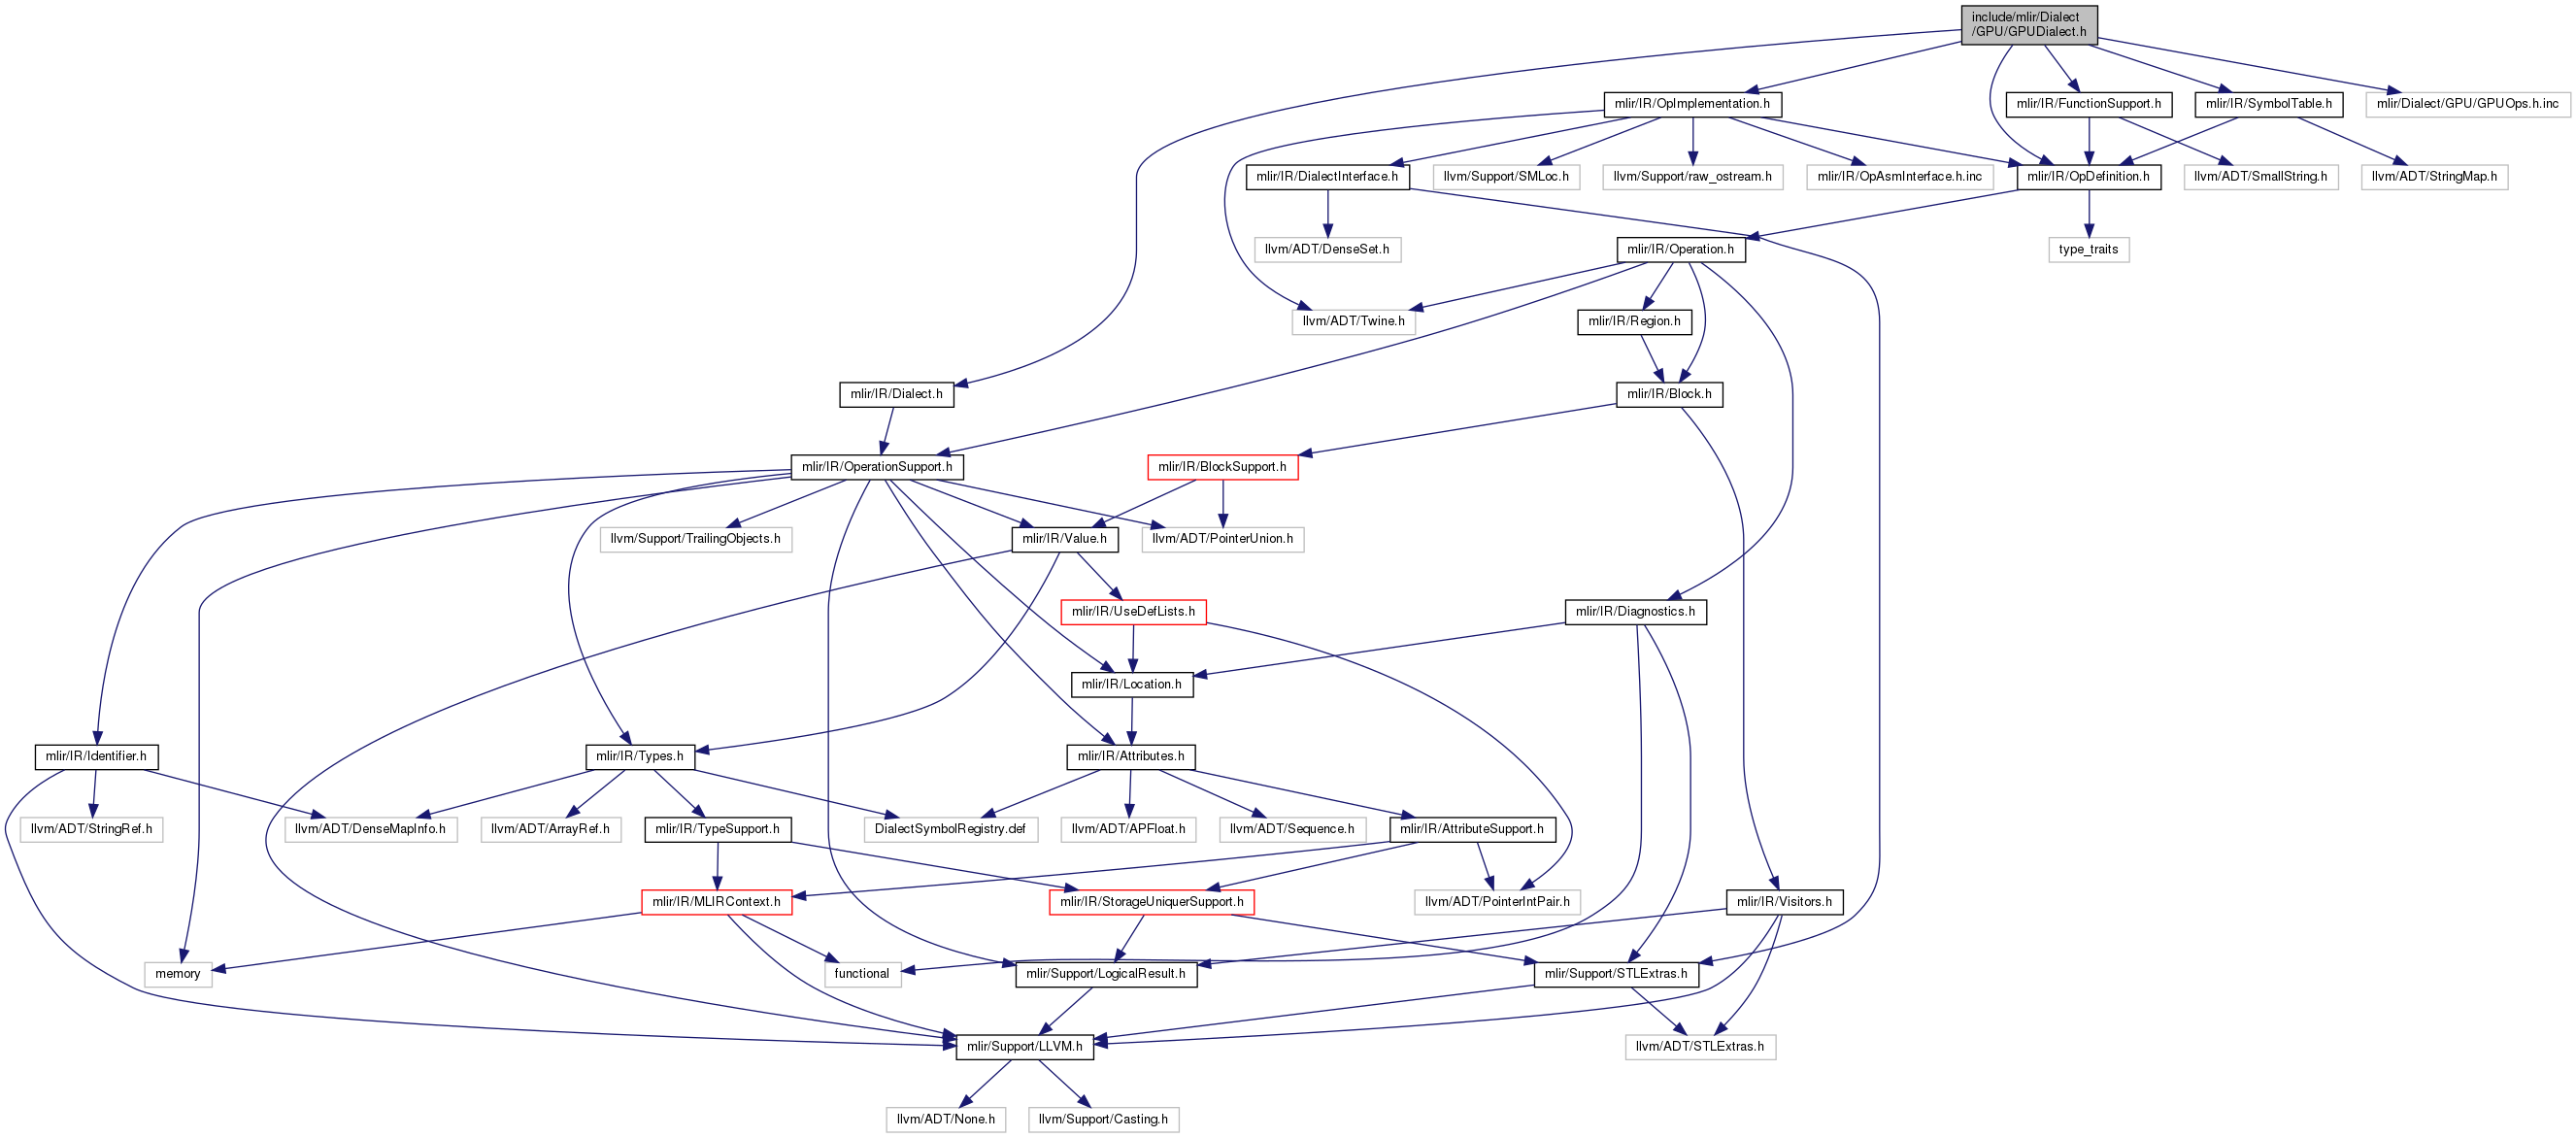 include/mlir/Dialect
/GPU/GPUDialect.h
mlir/IR/OpImplementation.h
mlir/IR/FunctionSupport.h
mlir/IR/SymbolTable.h
mlir/Dialect/GPU/GPUOps.h.inc
mlir/IR/DialectInterface.h
llvm/Support/SMLoc.h
llvm/Support/raw_ostream.h
mlir/IR/OpAsmInterface.h.inc
mlir/IR/OpDefinition.h
llvm/ADT/SmallString.h
llvm/ADT/StringMap.h
llvm/ADT/DenseSet.h
mlir/IR/Operation.h
type_traits
llvm/ADT/Twine.h
mlir/IR/Region.h
mlir/IR/Dialect.h
mlir/IR/Block.h
mlir/IR/OperationSupport.h
mlir/IR/BlockSupport.h
llvm/Support/TrailingObjects.h
mlir/IR/Value.h
llvm/ADT/PointerUnion.h
mlir/IR/UseDefLists.h
mlir/IR/Diagnostics.h
mlir/IR/Location.h
mlir/IR/Identifier.h
mlir/IR/Types.h
mlir/IR/Attributes.h
llvm/ADT/StringRef.h
llvm/ADT/DenseMapInfo.h
llvm/ADT/ArrayRef.h
mlir/IR/TypeSupport.h
DialectSymbolRegistry.def
llvm/ADT/APFloat.h
llvm/ADT/Sequence.h
mlir/IR/AttributeSupport.h
mlir/IR/MLIRContext.h
mlir/IR/StorageUniquerSupport.h
llvm/ADT/PointerIntPair.h
mlir/IR/Visitors.h
memory
functional
mlir/Support/LogicalResult.h
mlir/Support/STLExtras.h
mlir/Support/LLVM.h
llvm/ADT/STLExtras.h
llvm/ADT/None.h
llvm/Support/Casting.h